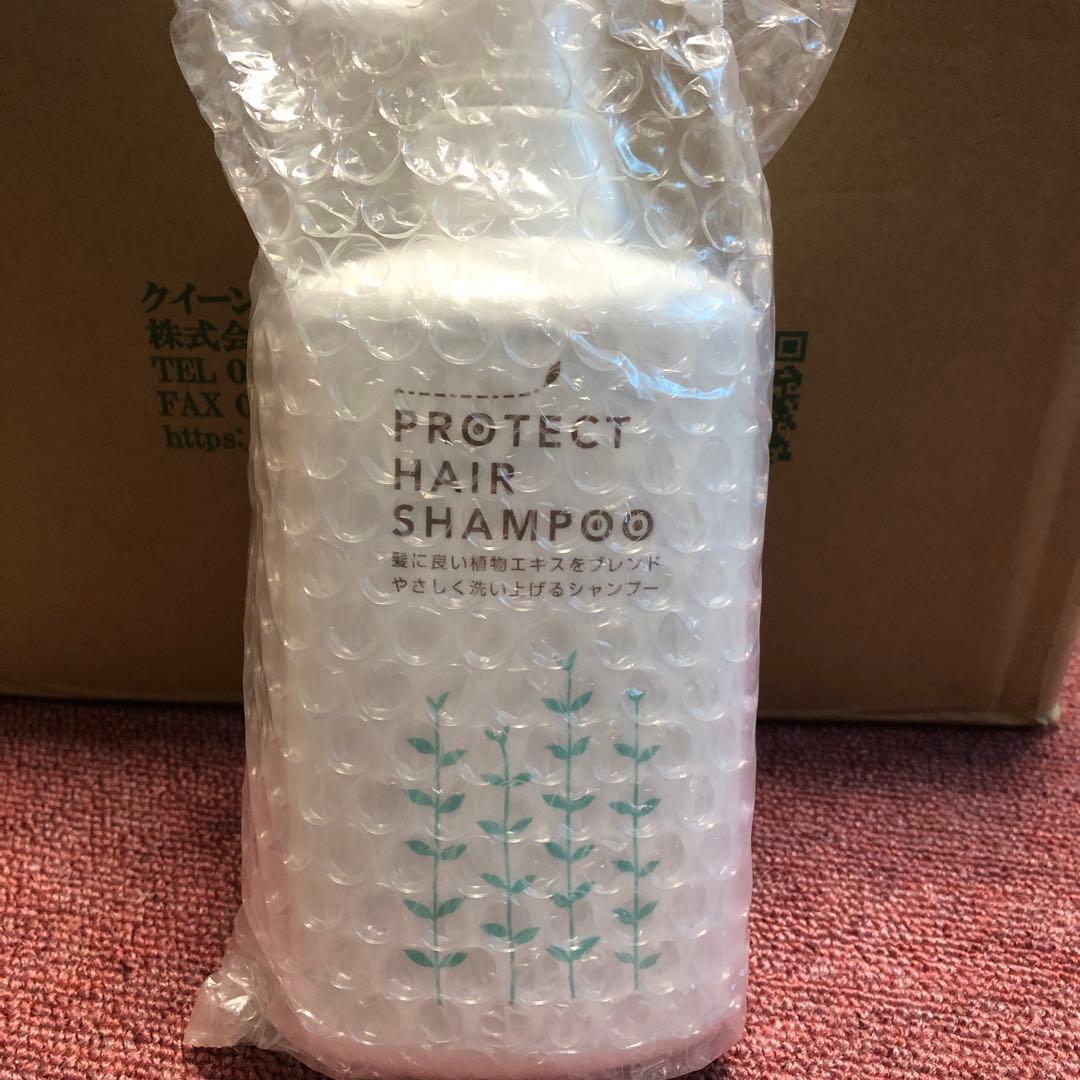 クイーン
株式会
TEL 0
FAX 0
https:
PROTECT
HAIR
SHAMPOO
髪に良い植物エキスをブレンド
やさしく洗い上げるシャンプー